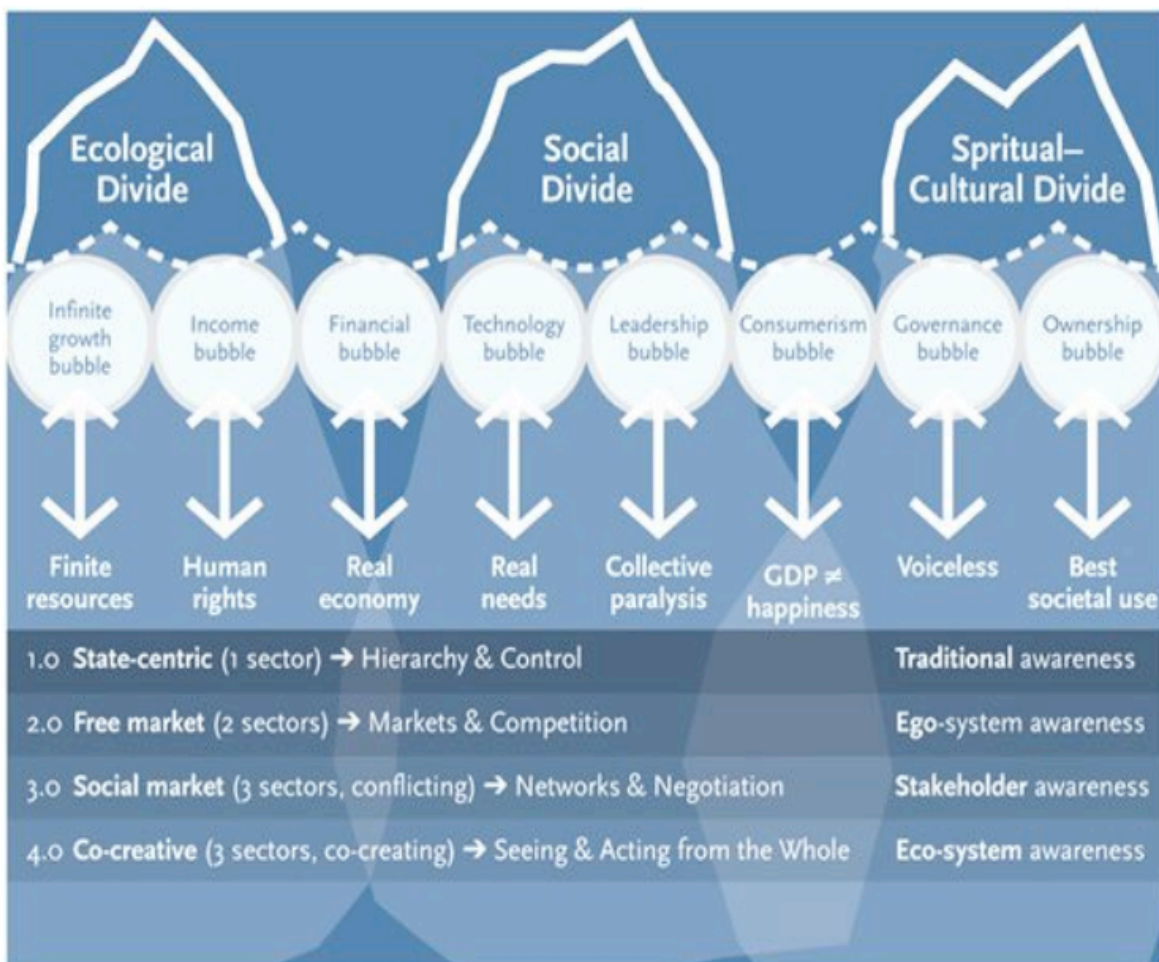 Ecological
Divide
Social
Divide
Spritual–
Cultural Divide
Infinite
growth
bubble
Income
bubble
Financial
bubble
Technology
bubble
Leadership
bubble
Consumerism
bubble
Governance
bubble
Ownership
bubble
Finite
resources
Human
rights
Real
economy
Real
needs
Collective
paralysis
GDP ≠
happiness
Voiceless
Best
societal use
1.0 State-centric (1 sector) → Hierarchy & Control
Traditional awareness
2.0 Free market (2 sectors) → Markets & Competition
Ego-system awareness
3.0 Social market (3 sectors, conflicting) → Networks & Negotiation
Stakeholder awareness
4.0 Co-creative (3 sectors, co-creating) → Seeing & Acting from the Whole
Eco-system awareness